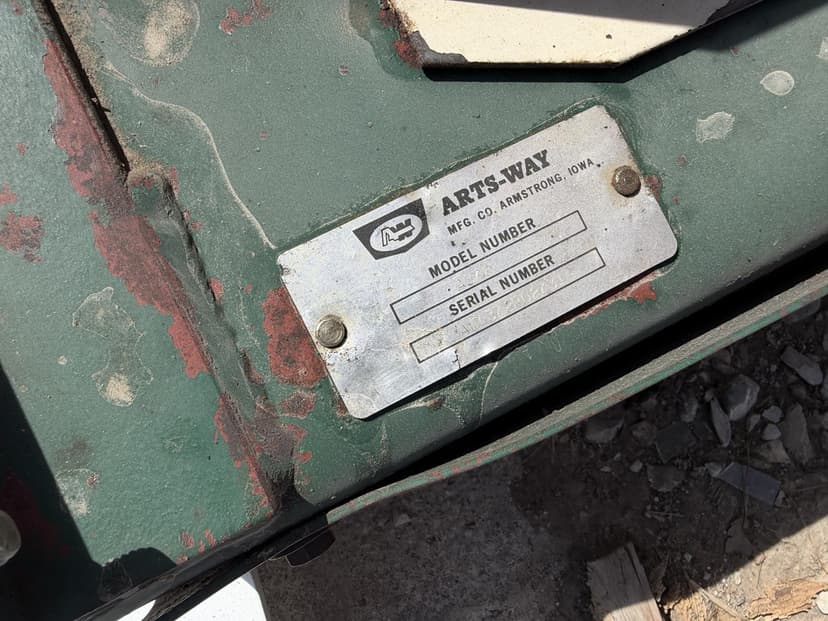 ARTS-WAY
MFG. CO. ARMSTRONG, IOWA
MODEL NUMBER
SERIAL NUMBER